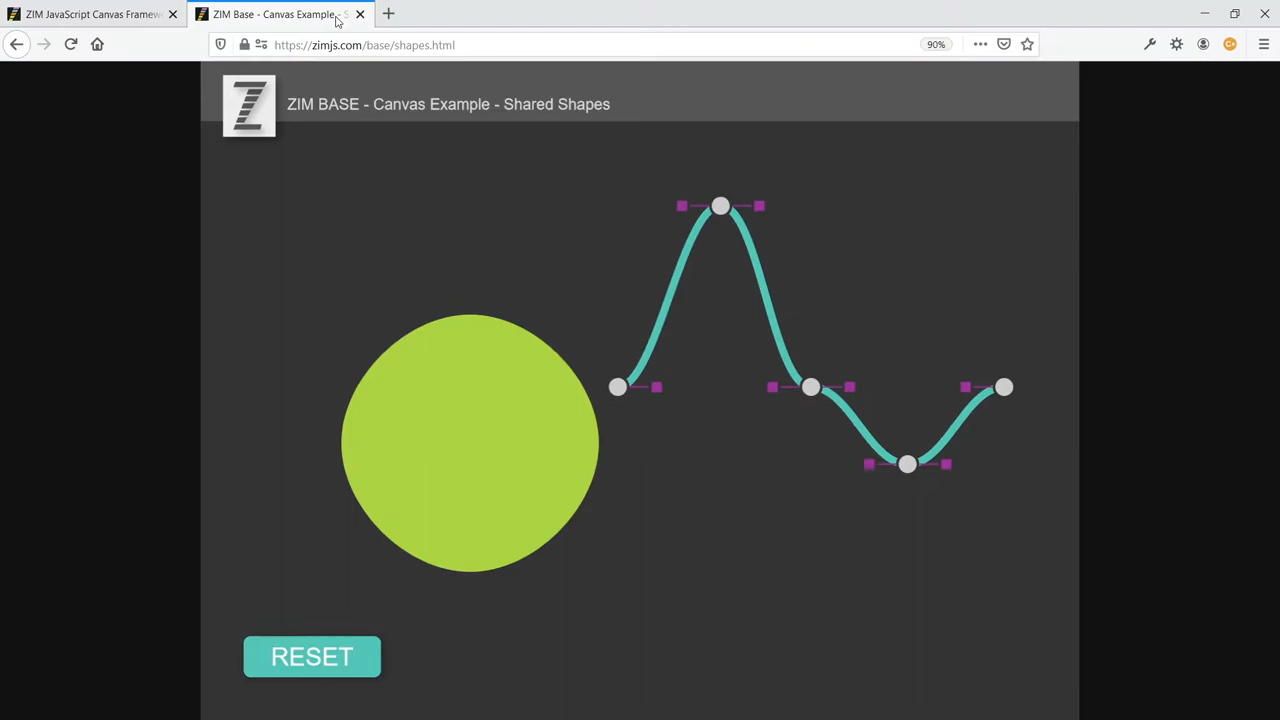 ZIM JavaScript Canvas Framew
ZIM Base - Canvas Example - S
https://zimjs.com/base/shapes.html
90%
Z
ZIM BASE - Canvas Example - Shared Shapes
RESET